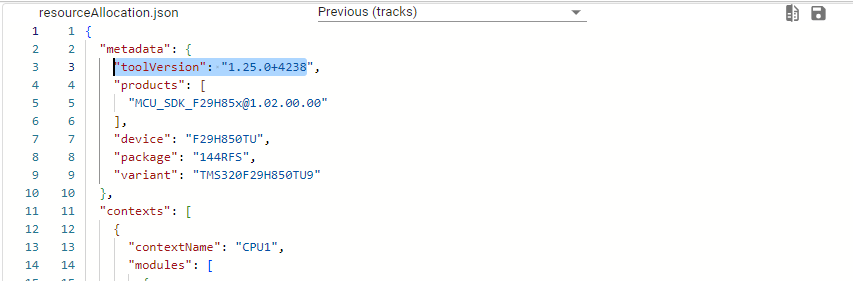 resourceAllocation.json Previous (tracks)
1 1 {
2 2 "metadata": {
3 3 "toolVersion": "1.25.0+4238",
4 4 "products": [
5 5 "MCU_SDK_F29H85x@1.02.00.00"
6 6 ],
7 7 "device": "F29H850TU",
8 8 "package": "144RFS",
9 9 "variant": "TMS320F29H850TU9"
10 10 },
11 11 "contexts": [
12 12 {
13 13 "contextName": "CPU1",
14 14 "modules": [